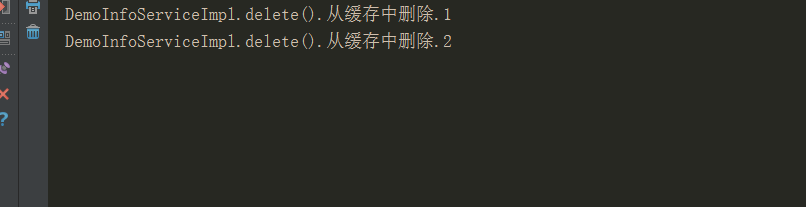 DemoInfoServiceImpl.delete().从缓存中删除.1
DemoInfoServiceImpl.delete().从缓存中删除.2